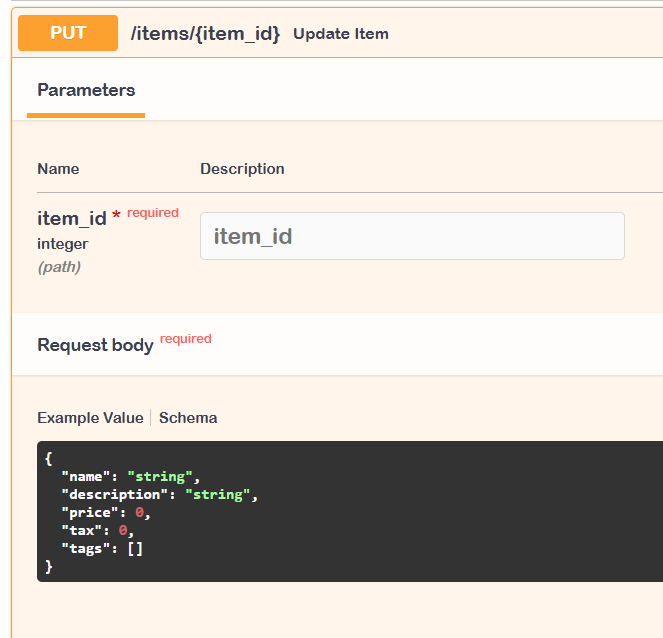 PUT /items/{item_id} Update Item
Parameters
Name Description
item_id * required
integer
(path)
item_id
Request body required
Example Value Schema
{
  "name": "string",
  "description": "string",
  "price": 0,
  "tax": 0,
  "tags": []
}